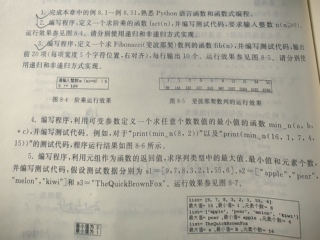 1. 完成本章中的例8.1—例8.51,熟悉 Python 语言函数和函数式编程。
2. 编写程序,定义一个求阶乘的函数 fact(n),并编写测试代码,要求输入整数 n(n≥0)。
运行效果参见图8-4。请分别使用递归和非递归方式实现。
3. 编写程序,定义一个求 Fibonacci(斐波那契)数列的函数 fib(n),并编写测试代码,输出
前20项(每项宽度5个字符位置,右对齐),每行输出10个。运行效果参见图8-5。请分别使
用递归和非递归方式实现。
图 8-4 阶乘运行效果
图 8-5 斐波那契数列的运行效果
4. 编写程序,利用可变参数定义一个求任意个数数值的最小值的函数 min_n(a,b,
*c),并编写测试代码。例如,对于"print(min_n(8, 2))"以及"print(min_n(16, 1, 7, 4,
15))"的测试代码,程序运行结果如图 8-6 所示。
5. 编写程序,利用元组作为函数的返回值,求序列类型中的最大值、最小值和元素个数,
并编写测试代码,假设测试数据分别为 s1=[9,7,8,3,2,1,55,6]、s2=["apple","pear",
"melon","kiwi"]和 s3="TheQuickBrownFox"。运行效果参见图 8-7。